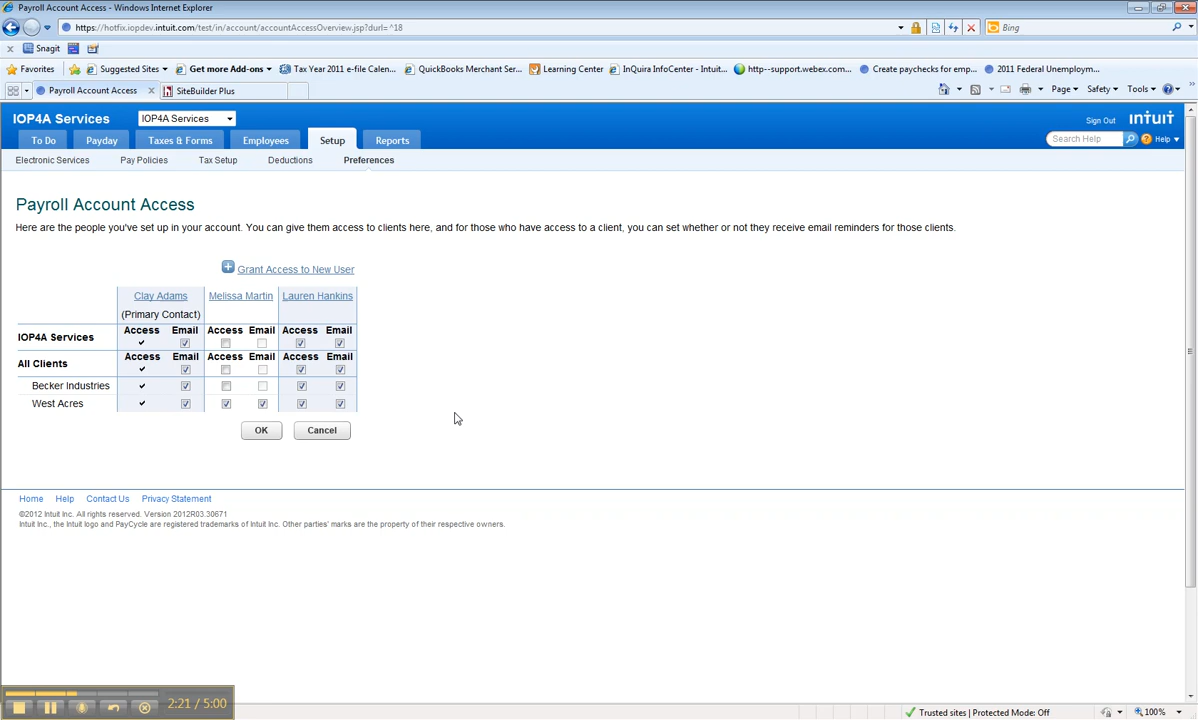 Payroll Account Access - Windows Internet Explorer
https://hotfix.iopdev.intuit.com/test/in/account/accountAccessOverview.jsp?durl=^18
Bing
x Snagit
Favorites Suggested Sites Get more Add-ons Tax Year 2011 e-file Calen... QuickBooks Merchant Ser... Learning Center InQuira InfoCenter - Intuit... http--support.webex.com... Create paychecks for emp... 2011 Federal Unemploym...
Payroll Account Access SiteBuilder Plus Page Safety Tools
IOP4A Services IOP4A Services Sign Out intuit
To Do Payday Taxes & Forms Employees Setup Reports Search Help Help
Electronic Services Pay Policies Tax Setup Deductions Preferences
Payroll Account Access
Here are the people you've set up in your account. You can give them access to clients here, and for those who have access to a client, you can set whether or not they receive email reminders for those clients.
Grant Access to New User
Clay Adams Melissa Martin Lauren Hankins
(Primary Contact)
IOP4A Services Access Email Access Email Access Email
All Clients Access Email Access Email Access Email
Becker Industries
West Acres
OK Cancel
Home Help Contact Us Privacy Statement
©2012 Intuit Inc. All rights reserved. Version 2012R03.30671
Intuit Inc., the Intuit logo and PayCycle are registered trademarks of Intuit Inc. Other parties' marks are the property of their respective owners.
2:21 / 5:00
Trusted sites | Protected Mode: Off 100%